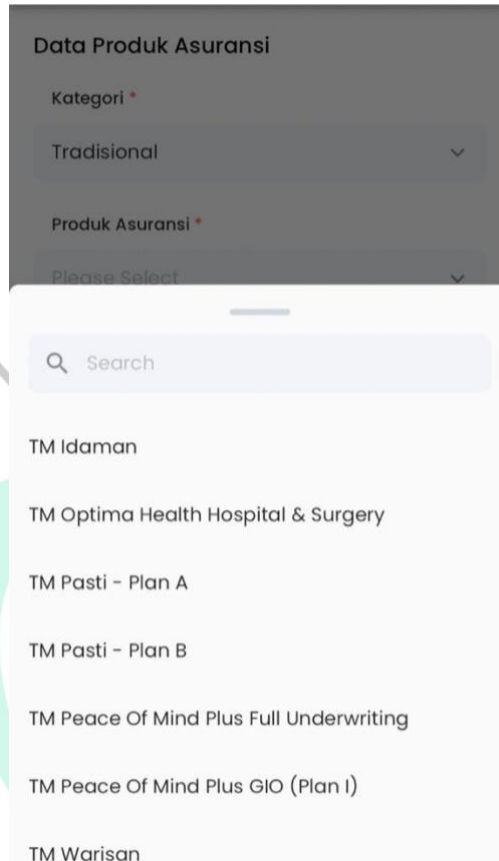 Data Produk Asuransi
Kategori *
Tradisional
Produk Asuransi *
Please Select
Search
TM Idaman
TM Optima Health Hospital & Surgery
TM Pasti - Plan A
TM Pasti - Plan B
TM Peace Of Mind Plus Full Underwriting
TM Peace Of Mind Plus GIO (Plan I)
TM Warisan